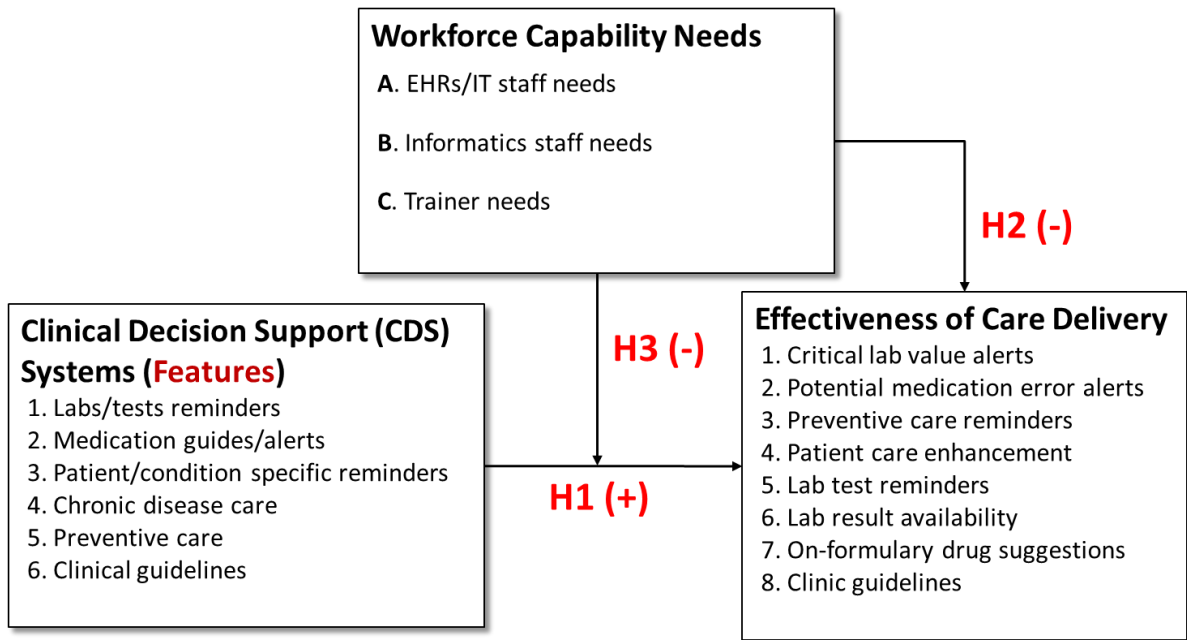 Workforce Capability Needs
A. EHRs/IT staff needs
B. Informatics staff needs
C. Trainer needs
H2 (-)
H3 (-)
H1 (+)
Clinical Decision Support (CDS)
Systems (Features)
1. Labs/tests reminders
2. Medication guides/alerts
3. Patient/condition specific reminders
4. Chronic disease care
5. Preventive care
6. Clinical guidelines
Effectiveness of Care Delivery
1. Critical lab value alerts
2. Potential medication error alerts
3. Preventive care reminders
4. Patient care enhancement
5. Lab test reminders
6. Lab result availability
7. On-formulary drug suggestions
8. Clinic guidelines